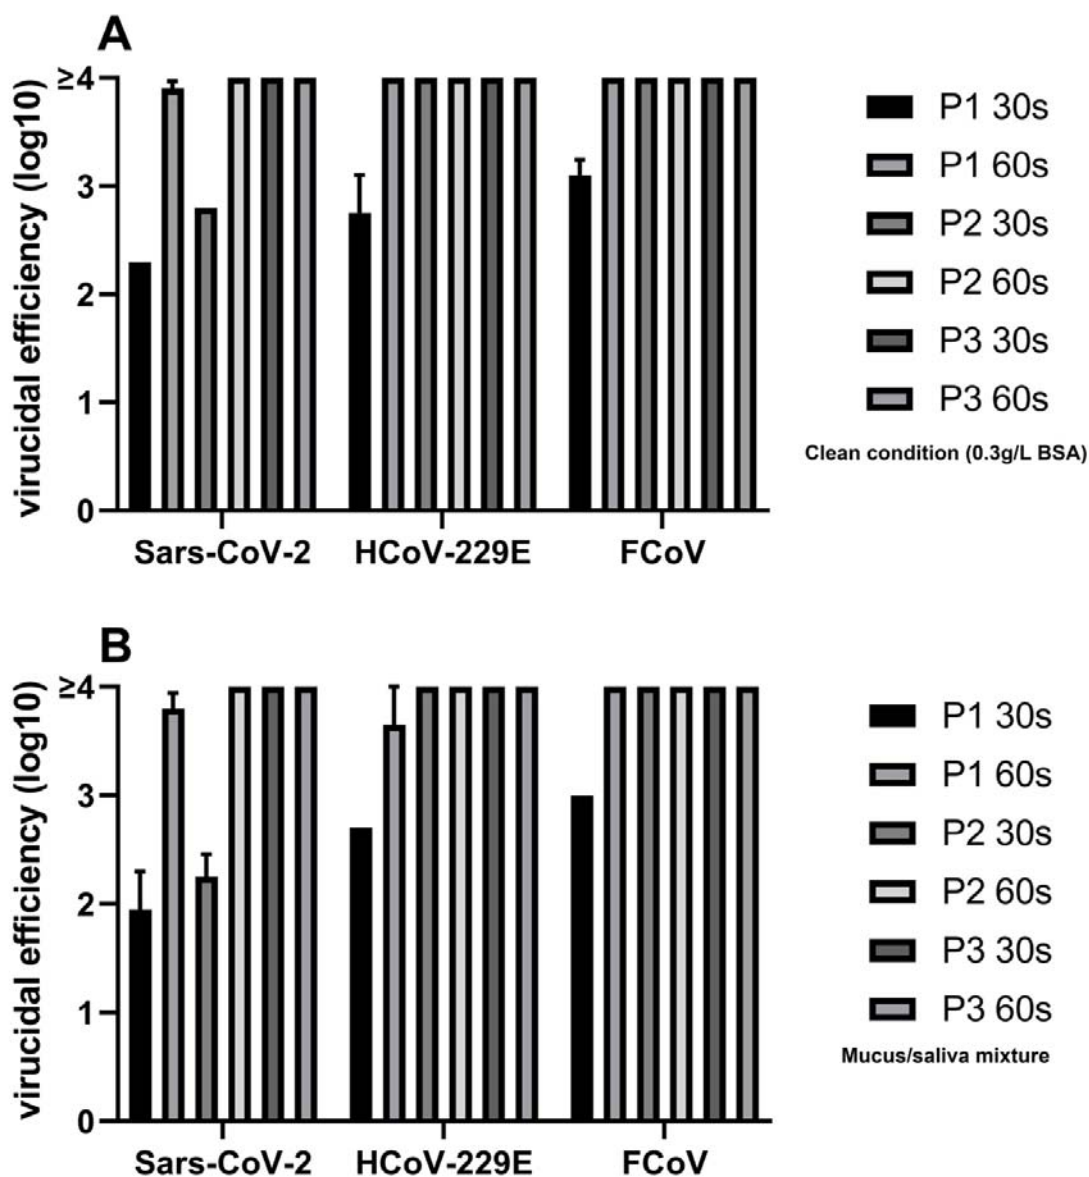 A
virucidal efficiency (log10)
≥4
3
2
1
0
Sars-CoV-2 HCoV-229E FCoV
P1 30s
P1 60s
P2 30s
P2 60s
P3 30s
P3 60s
Clean condition (0.3g/L BSA)
B
virucidal efficiency (log10)
≥4
3
2
1
0
Sars-CoV-2 HCoV-229E FCoV
P1 30s
P1 60s
P2 30s
P2 60s
P3 30s
P3 60s
Mucus/saliva mixture